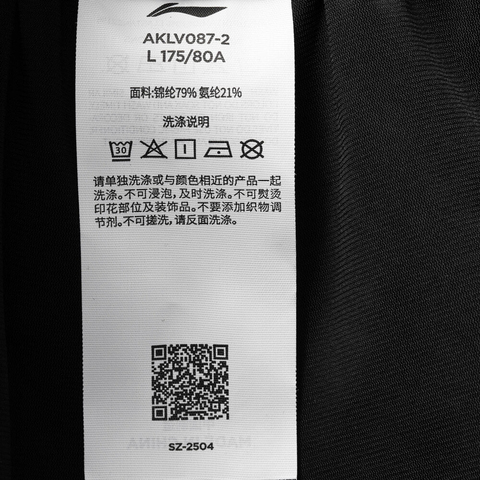 AKLV087-2
L 175/80A
面料:锦纶79% 氨纶21%
洗涤说明
30
请单独洗涤或与颜色相近的产品一起
洗涤。不可浸泡,及时洗涤。不可熨烫
印花部位及装饰品。不要添加织物调
节剂。不可搓洗,请反面洗涤。
SZ-2504